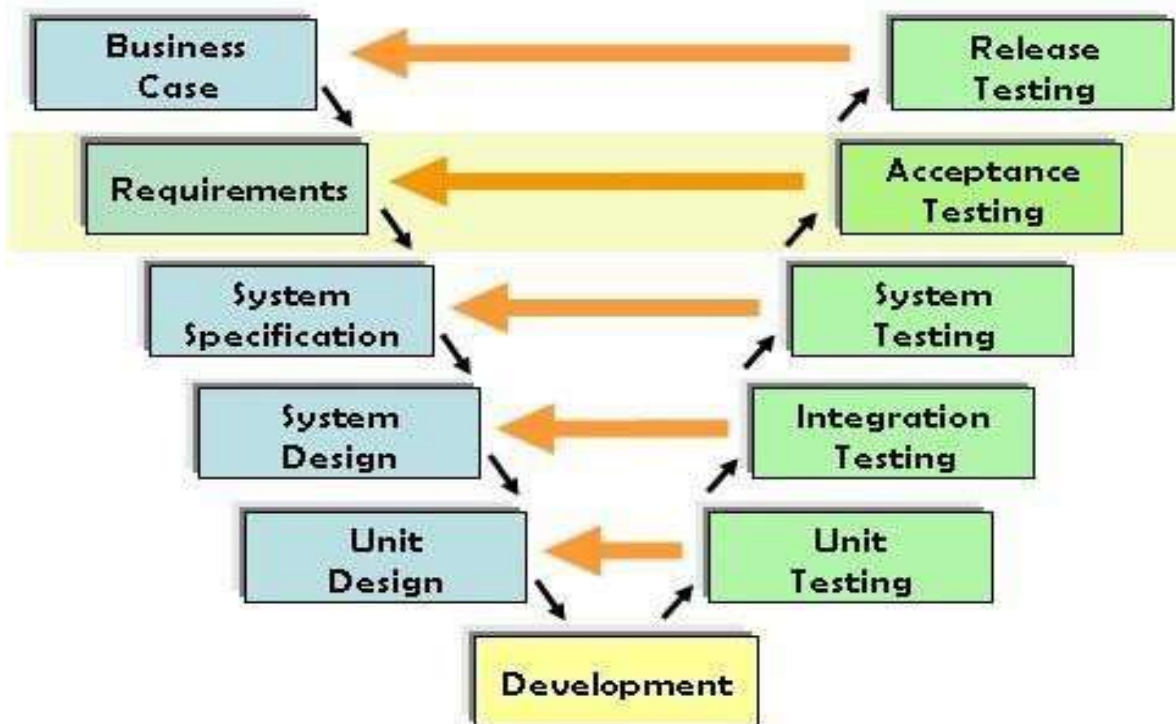 Business
Case
Release
Testing
Requirements
Acceptance
Testing
System
Specification
System
Testing
System
Design
Integration
Testing
Unit
Design
Unit
Testing
Development